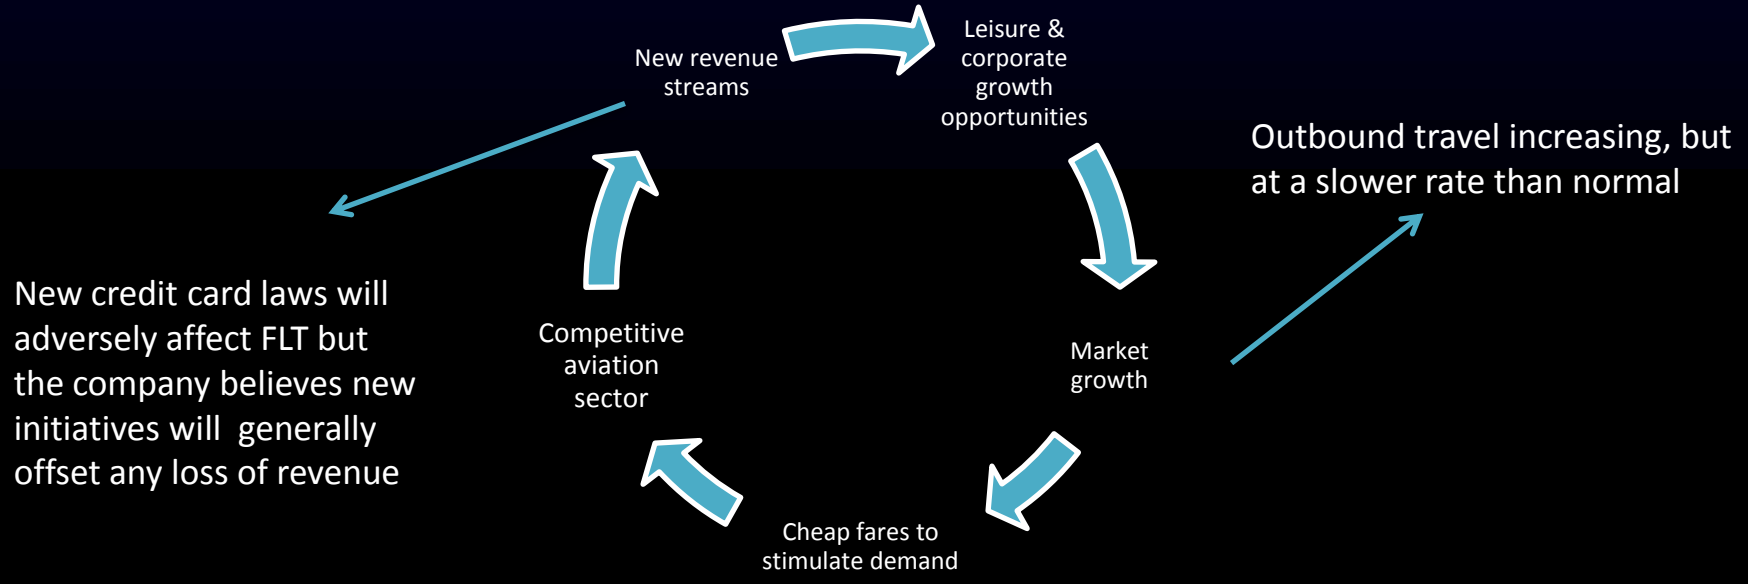 New revenue
streams
Leisure &
corporate
growth
opportunities
Outbound travel increasing, but
at a slower rate than normal
New credit card laws will
adversely affect FLT but
the company believes new
initiatives will  generally
offset any loss of revenue
Competitive
aviation
sector
Market
growth
Cheap fares to
stimulate demand